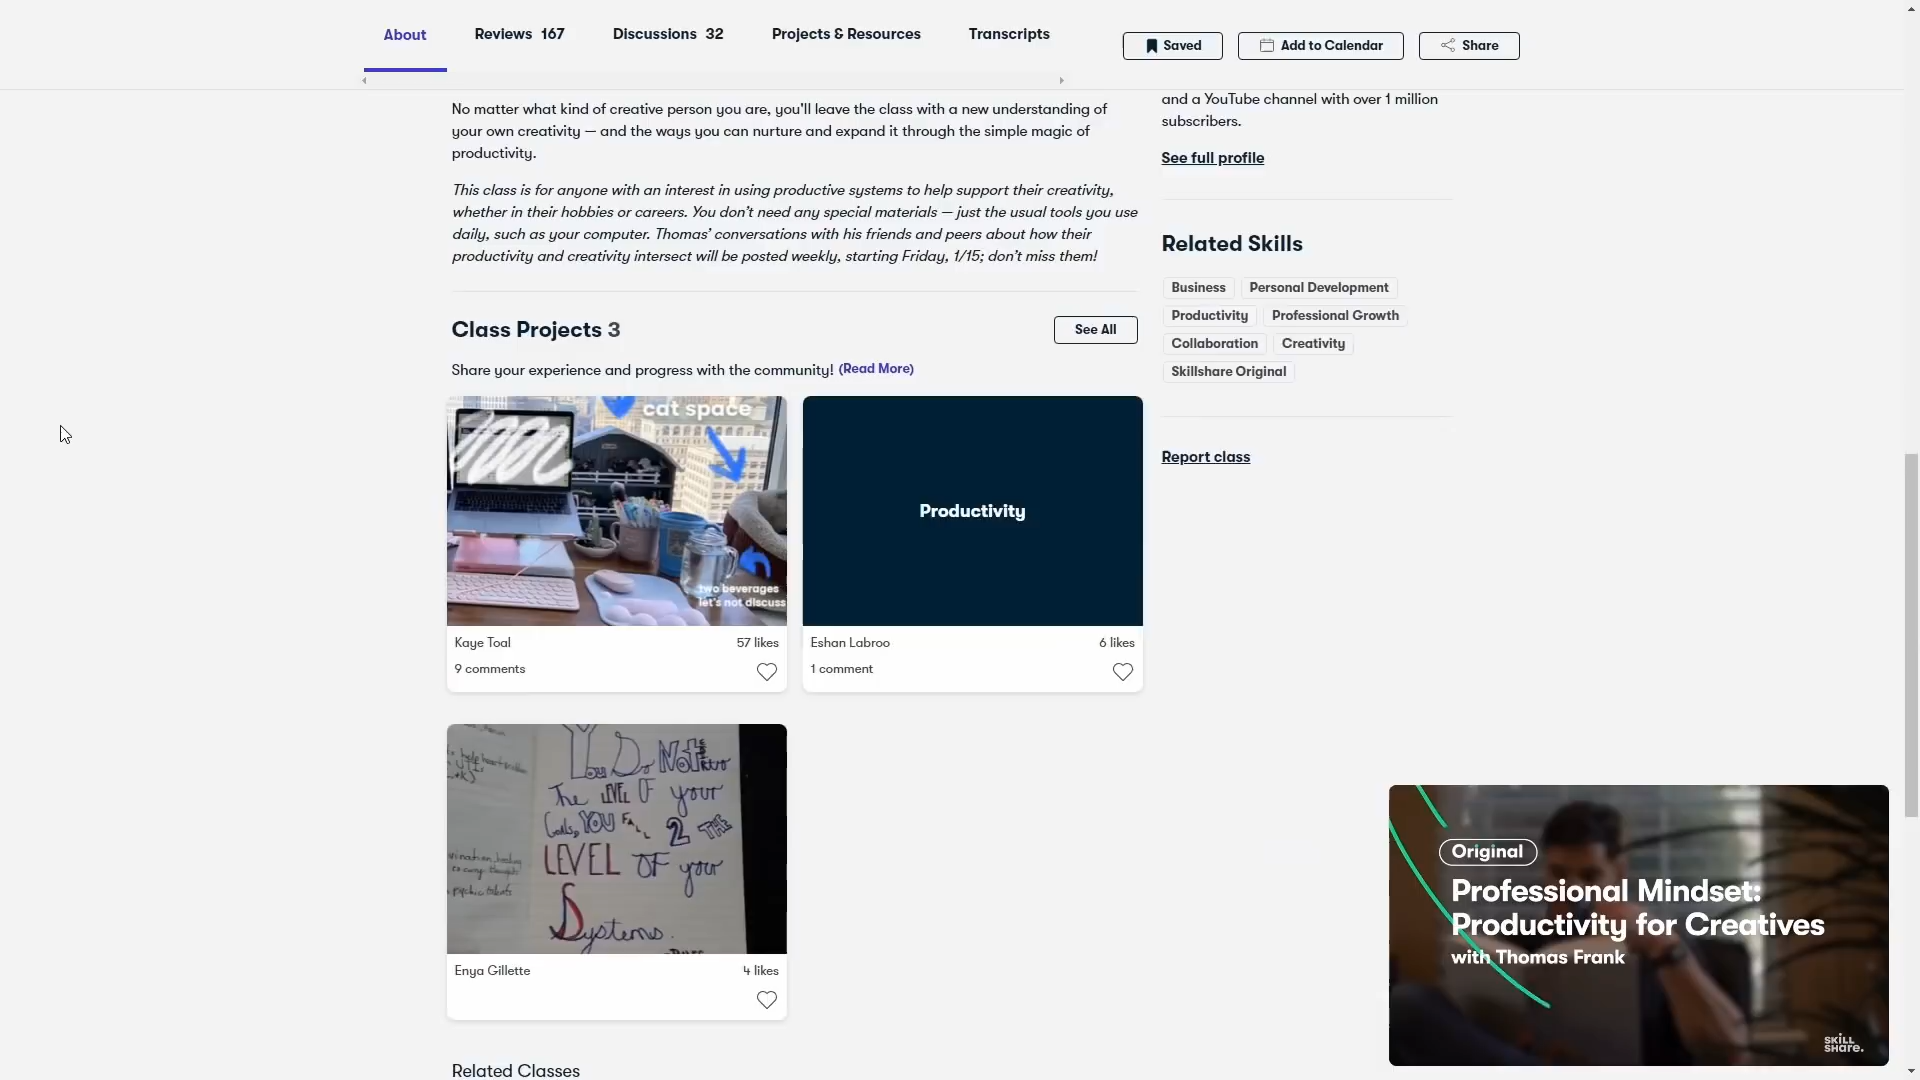 About
Reviews 167
Discussions 32
Projects & Resources
Transcripts
Saved
Add to Calendar
Share
No matter what kind of creative person you are, you'll leave the class with a new understanding of
your own creativity — and the ways you can nurture and expand it through the simple magic of
productivity.
This class is for anyone with an interest in using productive systems to help support their creativity,
whether in their hobbies or careers. You don't need any special materials — just the usual tools you use
daily, such as your computer. Thomas' conversations with his friends and peers about how their
productivity and creativity intersect will be posted weekly, starting Friday, 1/15; don't miss them!
Class Projects 3
See All
Share your experience and progress with the community! (Read More)
cat space
two beverages
let's not discuss
Kaye Toal
57 likes
9 comments
Productivity
Eshan Labroo
6 likes
1 comment
You Do Not
The LEVEL OF your
Goals, YOU FALL 2 THE
LEVEL OF your
Systems.
Enya Gillette
4 likes
Related Classes
and a YouTube channel with over 1 million
subscribers.
See full profile
Related Skills
Business
Personal Development
Productivity
Professional Growth
Collaboration
Creativity
Skillshare Original
Report class
Original
Professional Mindset:
Productivity for Creatives
with Thomas Frank
SKILL
SHARE.